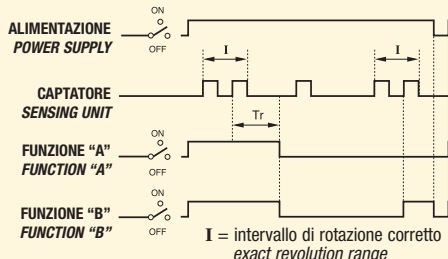 ALIMENTAZIONE
POWER SUPPLY
ON
OFF
I
I
CAPTATORE
SENSING UNIT
Tr
FUNZIONE “A”
FUNCTION “A”
ON
OFF
FUNZIONE “B”
FUNCTION “B”
ON
OFF
I = intervallo di rotazione corretto
exact revolution range